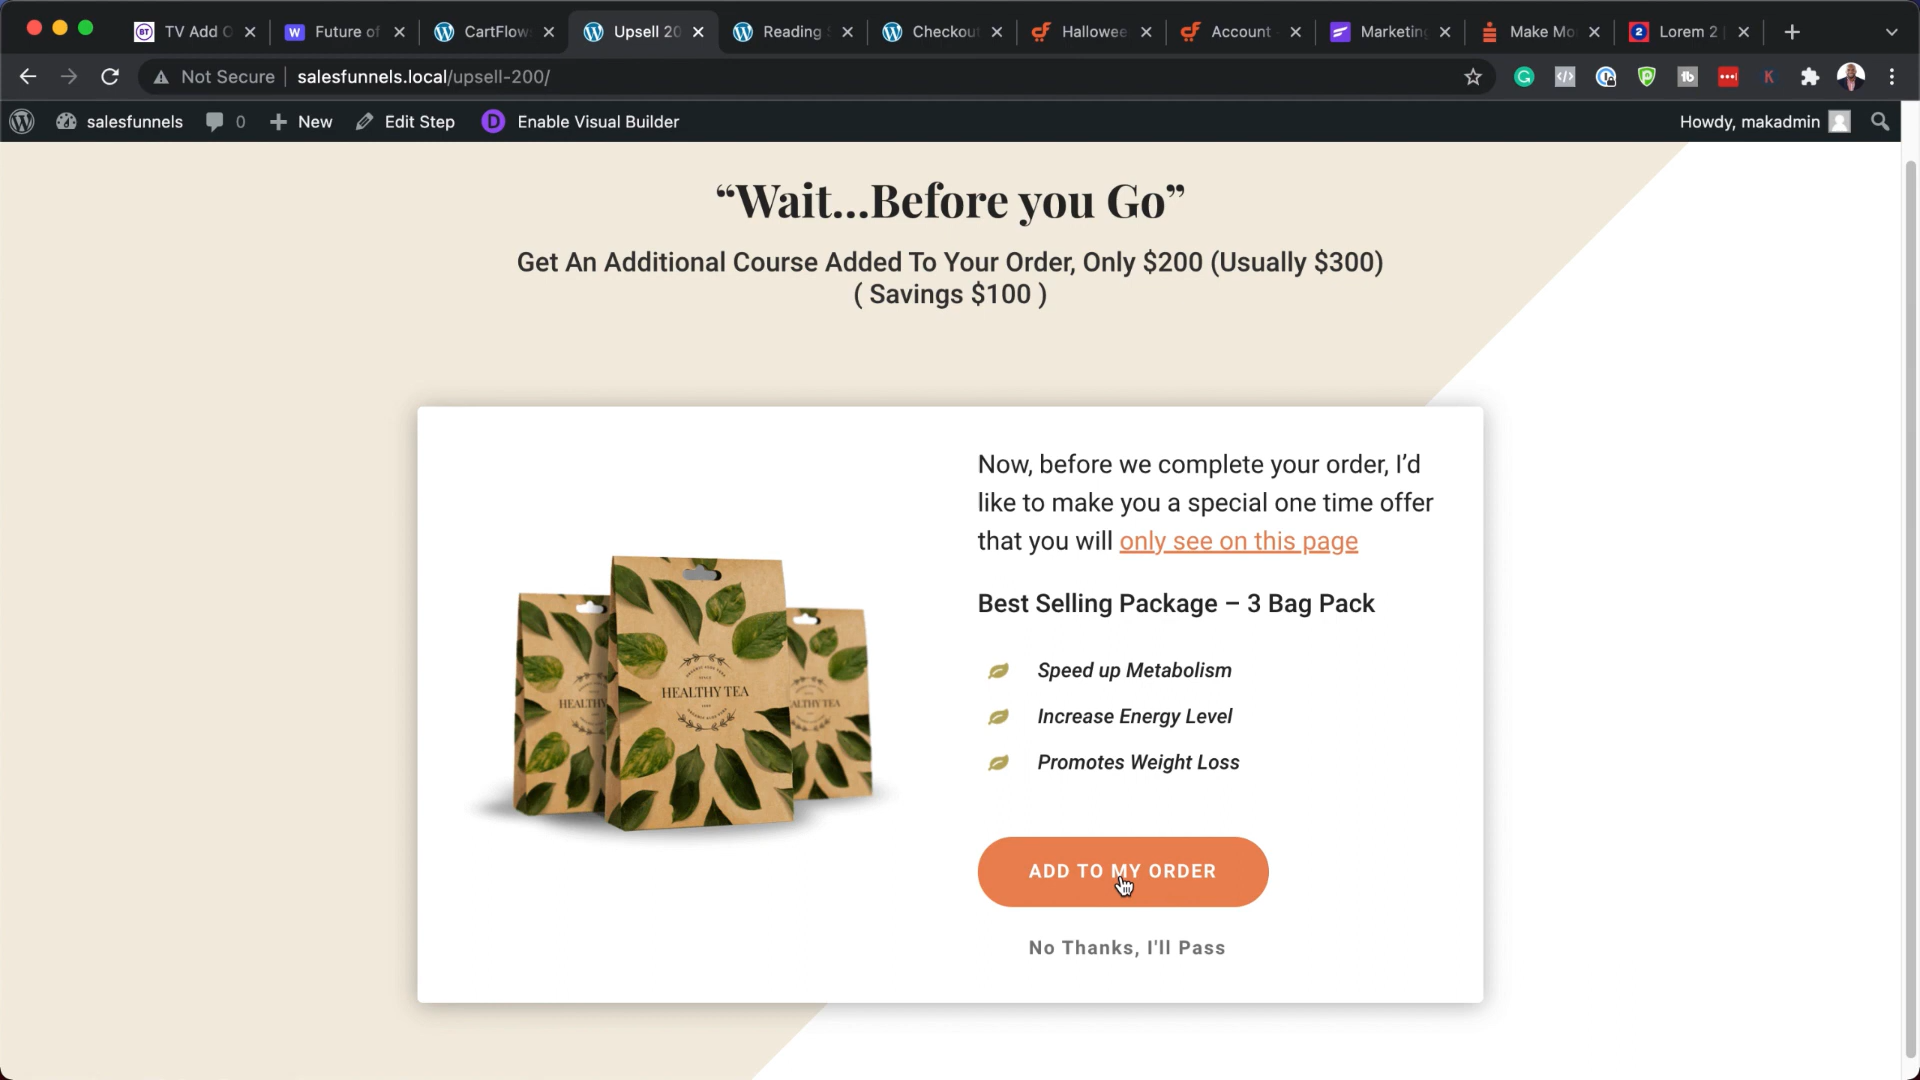 TV Add O
Future of
CartFlow
Upsell 20
Reading
Checkout
Hallowee
Account
Marketing
Make Mo
Lorem 2
Not Secure
salesfunnels.local/upsell-200/
salesfunnels
0
New
Edit Step
Enable Visual Builder
Howdy, makadmin
“Wait...Before you Go”
Get An Additional Course Added To Your Order, Only $200 (Usually $300)
( Savings $100 )
Now, before we complete your order, I’d
like to make you a special one time offer
that you will only see on this page
Best Selling Package – 3 Bag Pack
Speed up Metabolism
Increase Energy Level
Promotes Weight Loss
HEALTHY
HEALTHY TEA
ALTHY TEA
ADD TO MY ORDER
No Thanks, I'll Pass